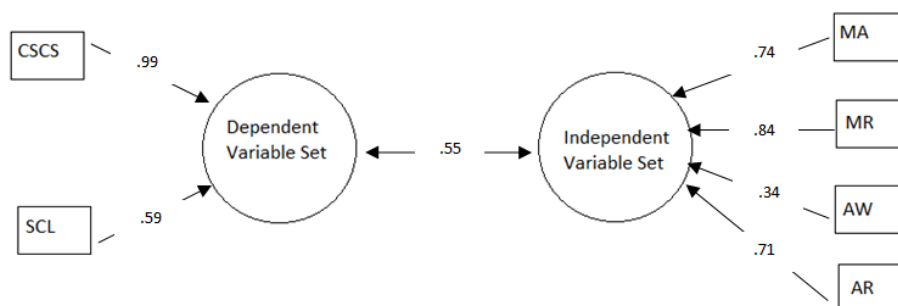 CSCS
.99
SCL
.59
Dependent
Variable Set
.55
Independent
Variable Set
.74
MA
.84
MR
.34
AW
.71
AR